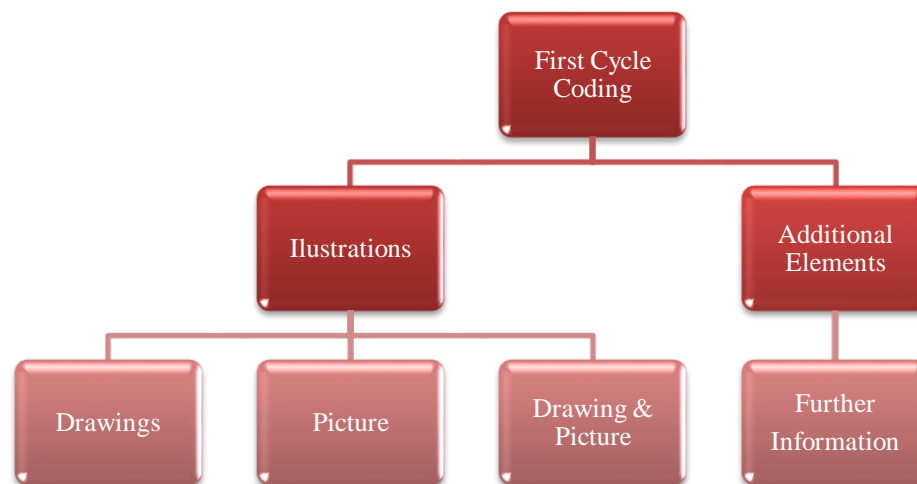 First Cycle
Coding
Ilustrations
Additional
Elements
Drawings
Picture
Drawing &
Picture
Further
Information